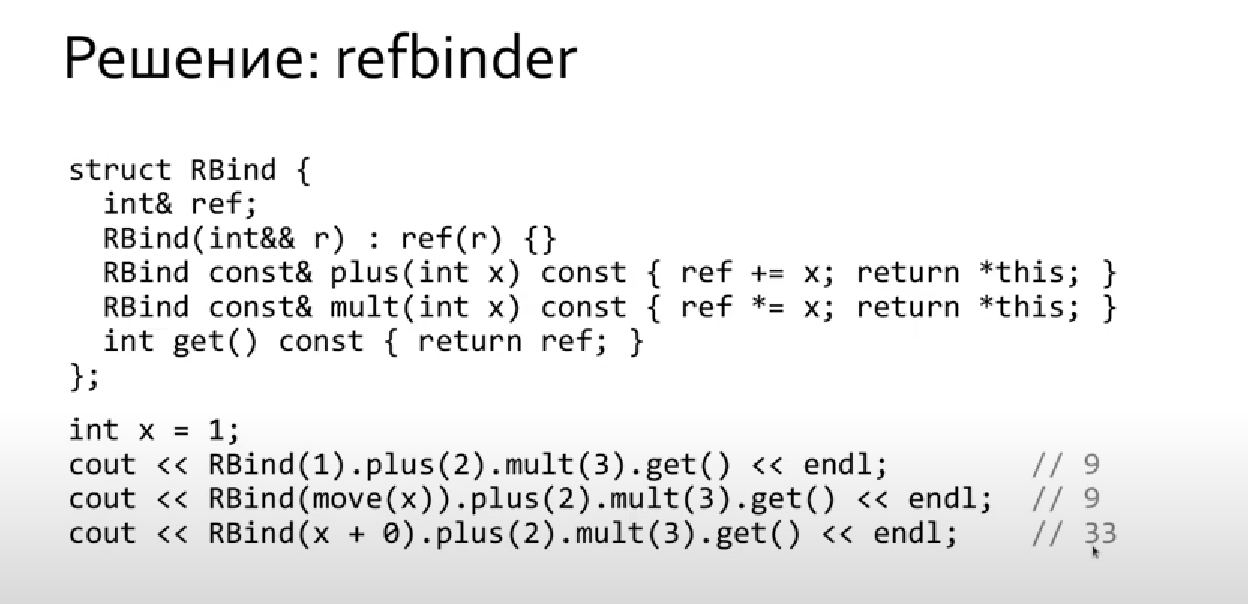 Решение: refbinder
struct RBind {
  int& ref;
  RBind(int&& r) : ref(r) {}
  RBind const& plus(int x) const { ref += x; return *this; }
  RBind const& mult(int x) const { ref *= x; return *this; }
  int get() const { return ref; }
};
int x = 1;
cout << RBind(1).plus(2).mult(3).get() << endl; // 9
cout << RBind(move(x)).plus(2).mult(3).get() << endl; // 9
cout << RBind(x + 0).plus(2).mult(3).get() << endl; // 33